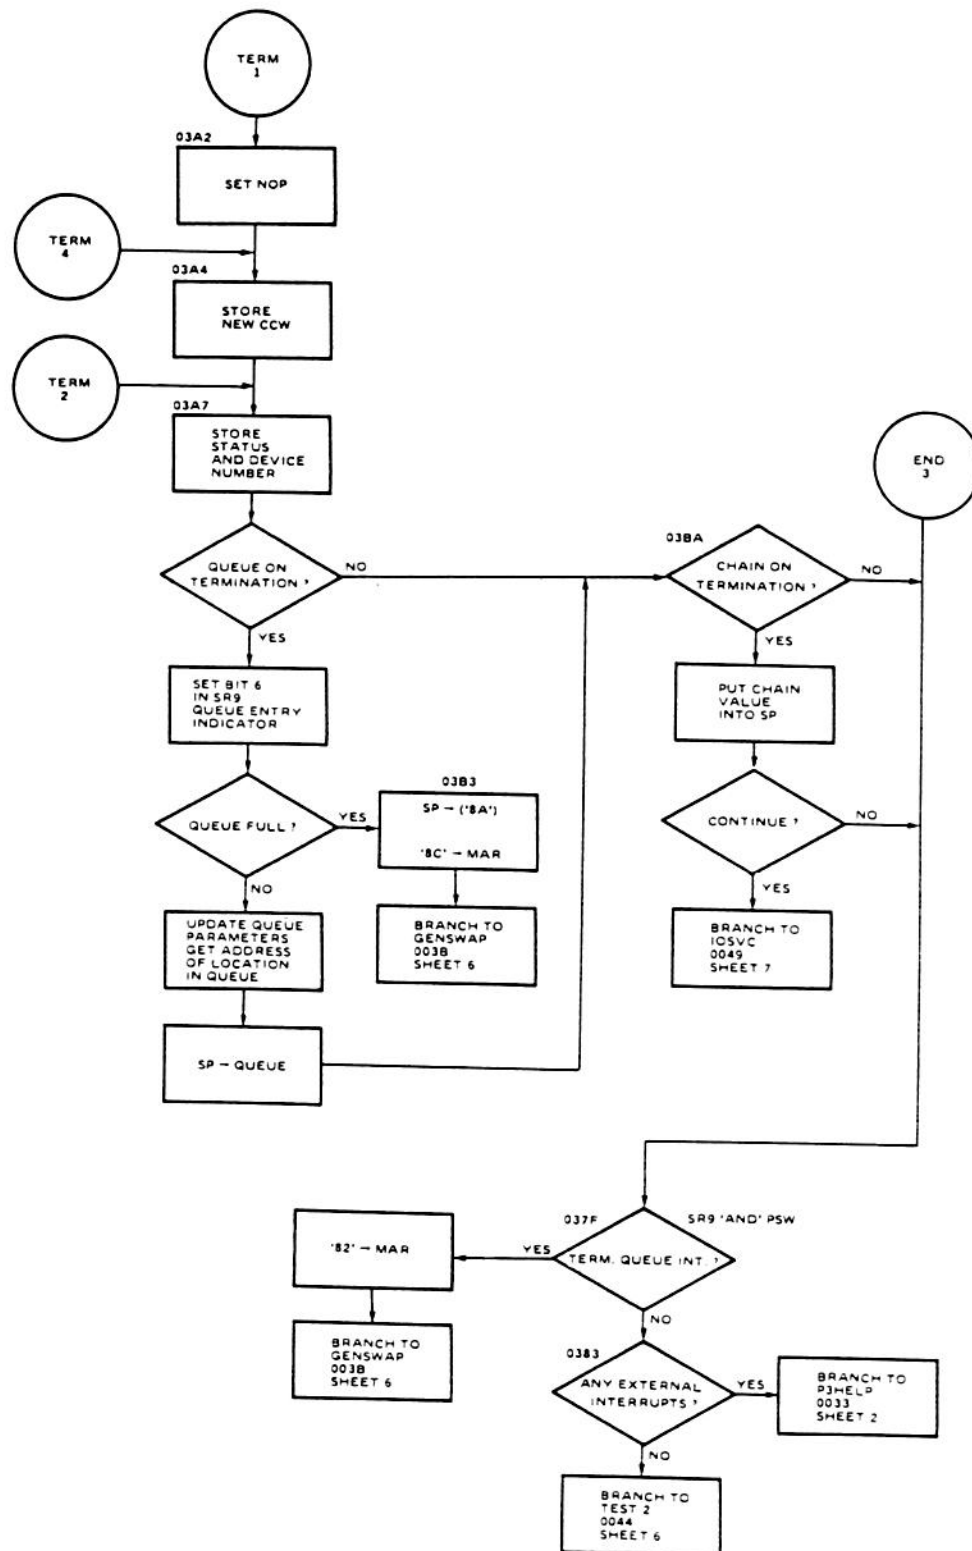 TERM
1
03A2
SET NOP
TERM
4
03A4
STORE
NEW CCW
TERM
2
03A7
STORE
STATUS
AND DEVICE
NUMBER
END
3
QUEUE ON
TERMINATION ?
NO
YES
03BA
CHAIN ON
TERMINATION ?
NO
YES
SET BIT 6
IN SR9
QUEUE ENTRY
INDICATOR
PUT CHAIN
VALUE
INTO SP
QUEUE FULL ?
YES
NO
03B3
SP → ('8A')
'8C' → MAR
CONTINUE ?
NO
YES
UPDATE QUEUE
PARAMETERS
GET ADDRESS
OF LOCATION
IN QUEUE
BRANCH TO
GENSWAP
003B
SHEET 6
BRANCH TO
IOSVC
0049
SHEET 7
SP → QUEUE
037F
SR9 'AND' PSW
TERM. QUEUE INT. ?
YES
NO
'82' → MAR
BRANCH TO
GENSWAP
003B
SHEET 6
0383
ANY EXTERNAL
INTERRUPTS ?
YES
NO
BRANCH TO
P3HELP
0033
SHEET 2
BRANCH TO
TEST 2
0044
SHEET 6